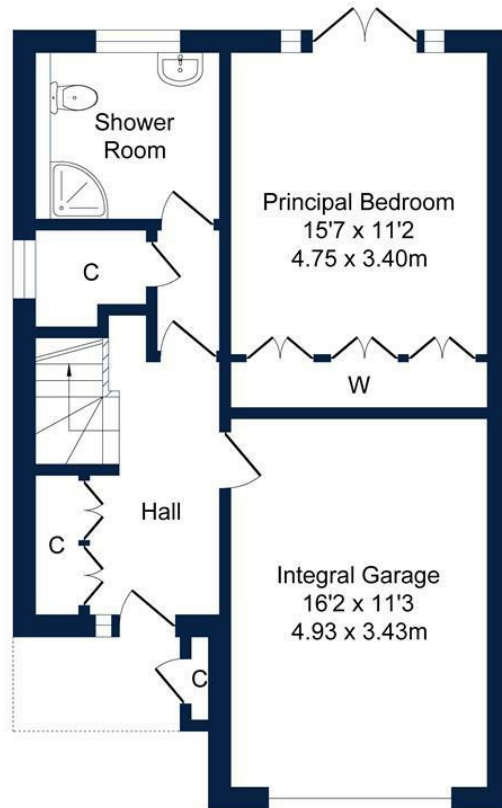 Shower
Room
Principal Bedroom
15'7 x 11'2
4.75 x 3.40m
C
W
Hall
C
Integral Garage
16'2 x 11'3
4.93 x 3.43m
C